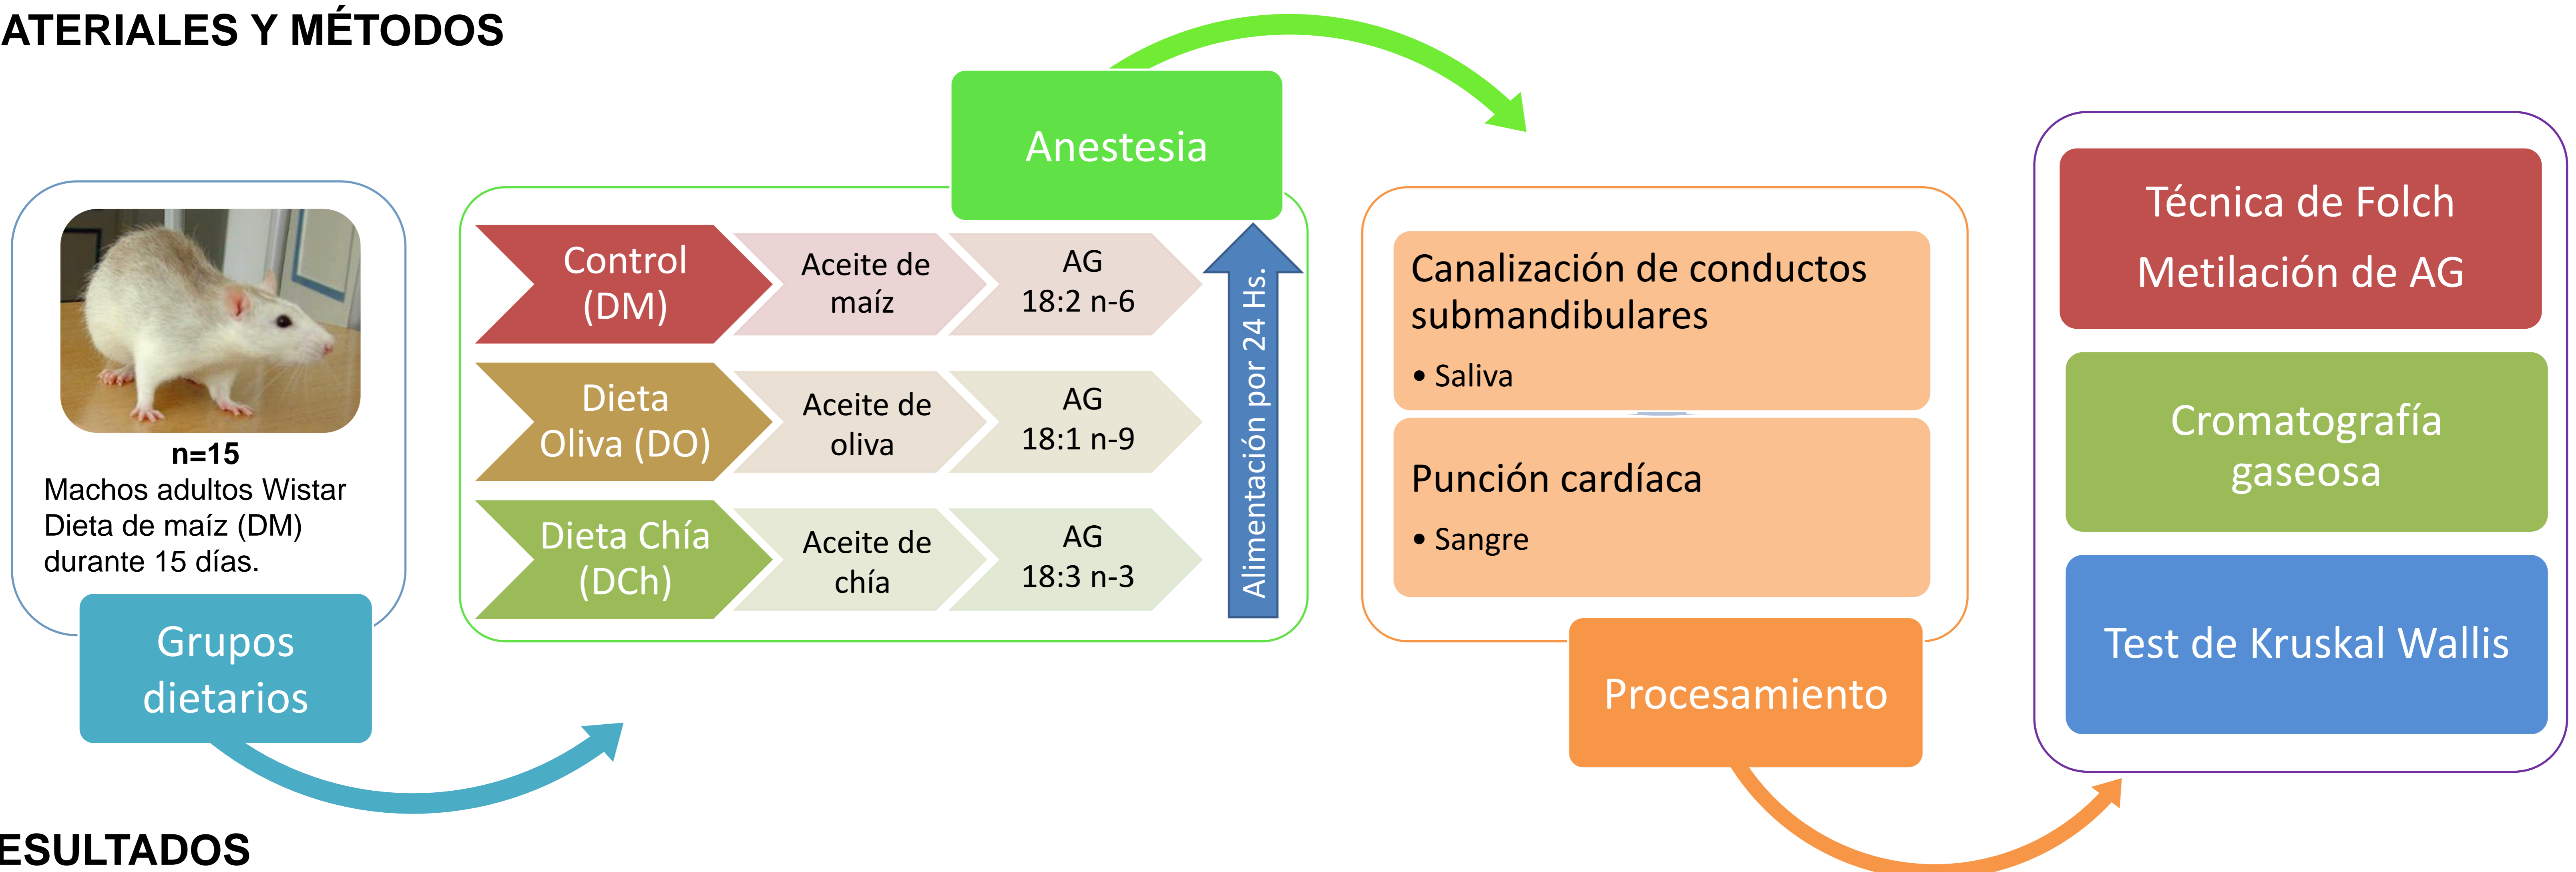 ATERIALES Y MÉTODOS
n=15
Machos adultos Wistar
Dieta de maíz (DM)
durante 15 días.
Grupos
dietarios
Control
(DM)
Aceite de
maíz
AG
18:2 n-6
Dieta
Oliva (DO)
Aceite de
oliva
AG
18:1 n-9
Dieta Chía
(DCh)
Aceite de
chía
AG
18:3 n-3
Alimentación por 24 Hs.
Anestesia
Canalización de conductos
submandibulares
• Saliva
Punción cardíaca
• Sangre
Procesamiento
Técnica de Folch
Metilación de AG
Cromatografía
gaseosa
Test de Kruskal Wallis
ESULTADOS